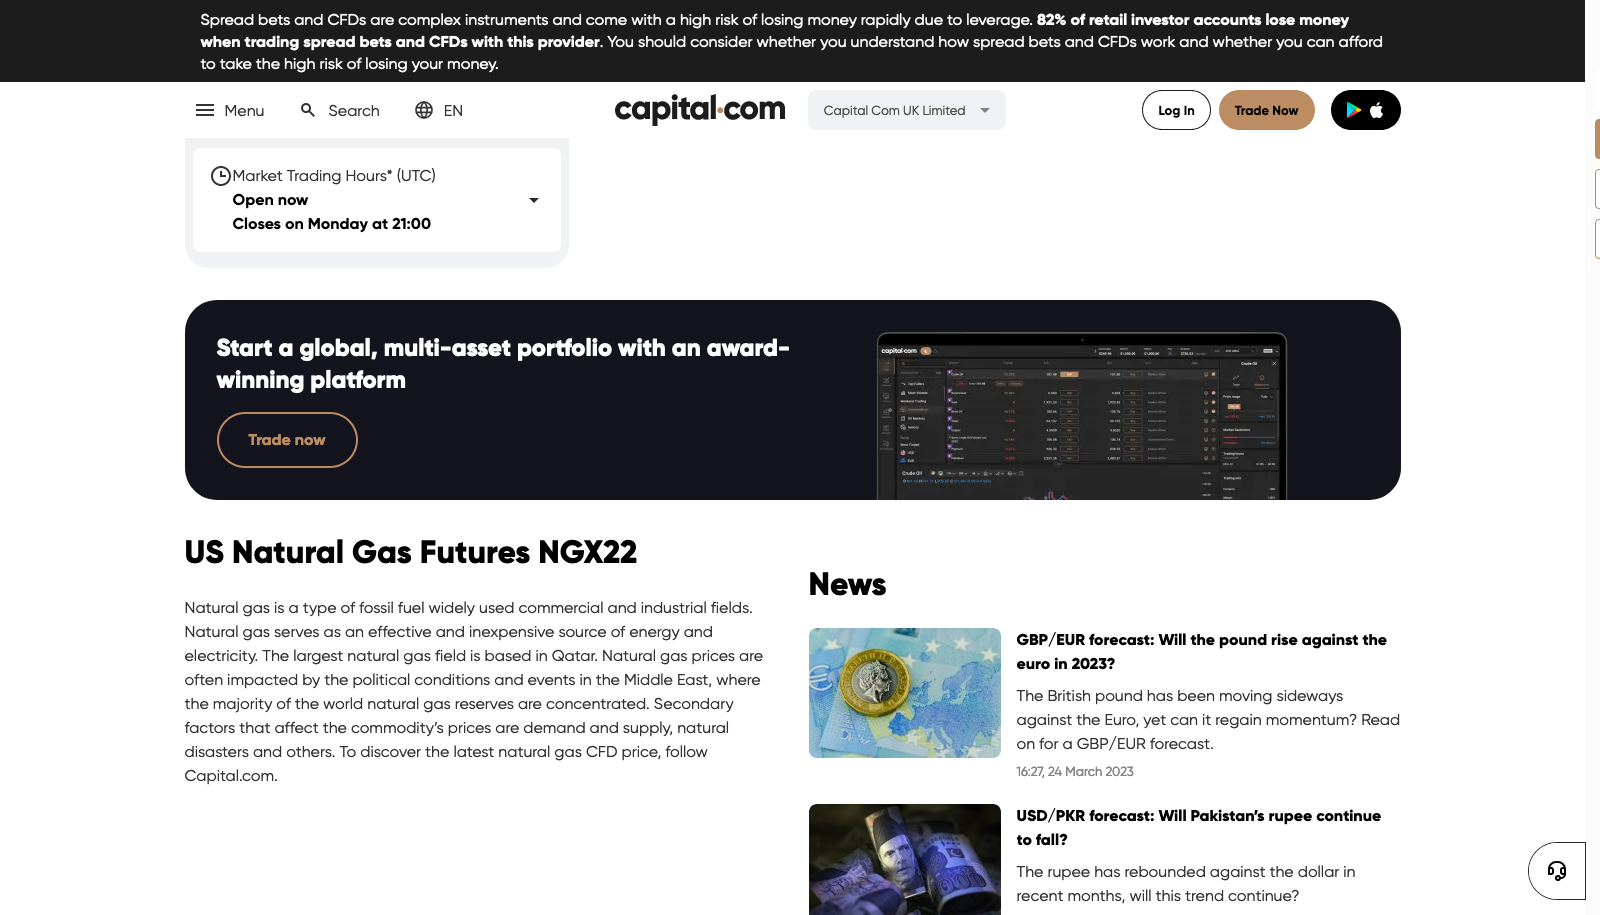 Spread bets and CFDs are complex instruments and come with a high risk of losing money rapidly due to leverage. 82% of retail investor accounts lose money
when trading spread bets and CFDs with this provider. You should consider whether you understand how spread bets and CFDs work and whether you can afford
to take the high risk of losing your money.
Menu Search EN capital.com Capital Com UK Limited Log In Trade Now
Market Trading Hours* (UTC)
Open now
Closes on Monday at 21:00
Start a global, multi-asset portfolio with an award-
winning platform
Trade now
capital.com
Crude Oil
US Natural Gas Futures NGX22
Natural gas is a type of fossil fuel widely used commercial and industrial fields.
Natural gas serves as an effective and inexpensive source of energy and
electricity. The largest natural gas field is based in Qatar. Natural gas prices are
often impacted by the political conditions and events in the Middle East, where
the majority of the world natural gas reserves are concentrated. Secondary
factors that affect the commodity's prices are demand and supply, natural
disasters and others. To discover the latest natural gas CFD price, follow
Capital.com.
News
GBP/EUR forecast: Will the pound rise against the
euro in 2023?
The British pound has been moving sideways
against the Euro, yet can it regain momentum? Read
on for a GBP/EUR forecast.
16:27, 24 March 2023
USD/PKR forecast: Will Pakistan's rupee continue
to fall?
The rupee has rebounded against the dollar in
recent months, will this trend continue?